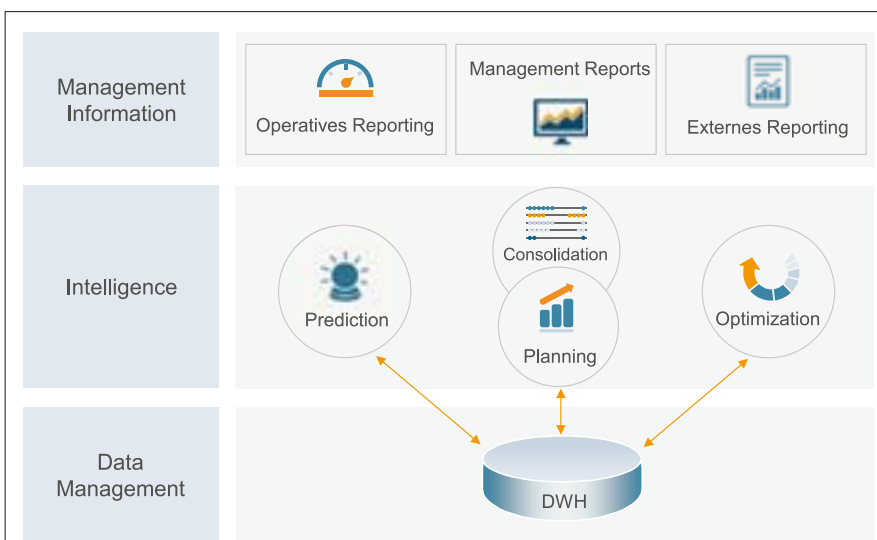 Management
Information
Operatives Reporting
Management Reports
Externes Reporting
Intelligence
Prediction
Consolidation
Planning
Optimization
Data
Management
DWH